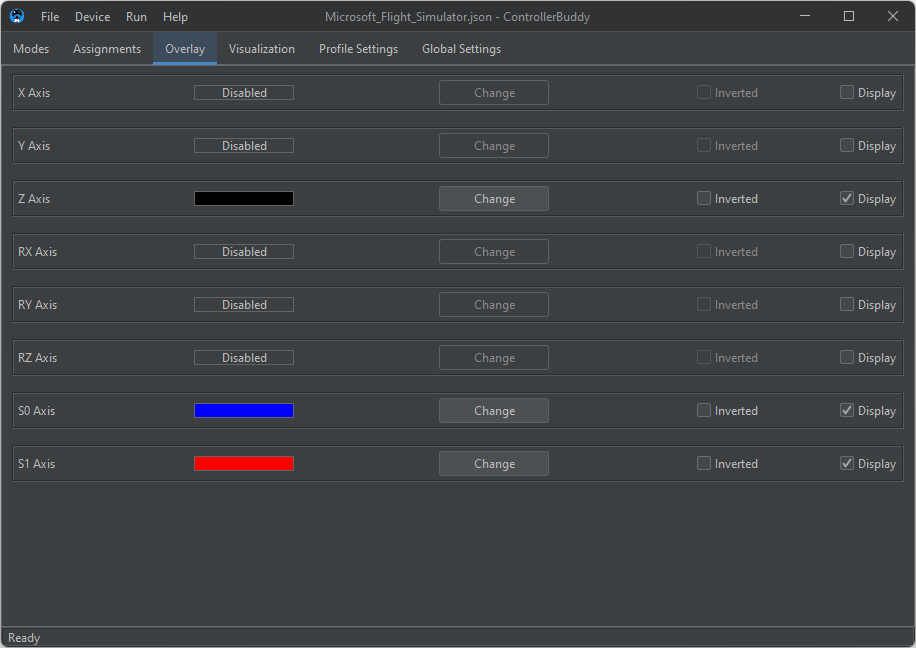 File Device Run Help Microsoft_Flight_Simulator.json - ControllerBuddy
Modes Assignments Overlay Visualization Profile Settings Global Settings
X Axis Disabled Change Inverted Display
Y Axis Disabled Change Inverted Display
Z Axis Change Inverted Display
RX Axis Disabled Change Inverted Display
RY Axis Disabled Change Inverted Display
RZ Axis Disabled Change Inverted Display
S0 Axis Change Inverted Display
S1 Axis Change Inverted Display
Ready